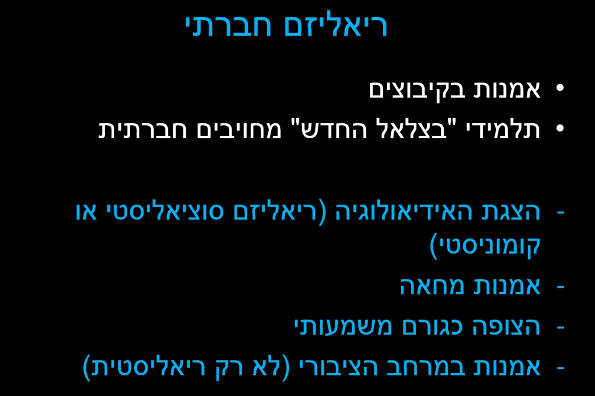 ריאליזם חברתי
• אמנות בקיבוצים
• תלמידי "בצלאל החדש" מחויבים חברתית
- הצגת האידיאולוגיה (ריאליזם סוציאליסטי או
קומוניסטי)
- אמנות מחאה
- הצופה כגורם משמעותי
- אמנות במרחב הציבורי (לא רק ריאליסטית)